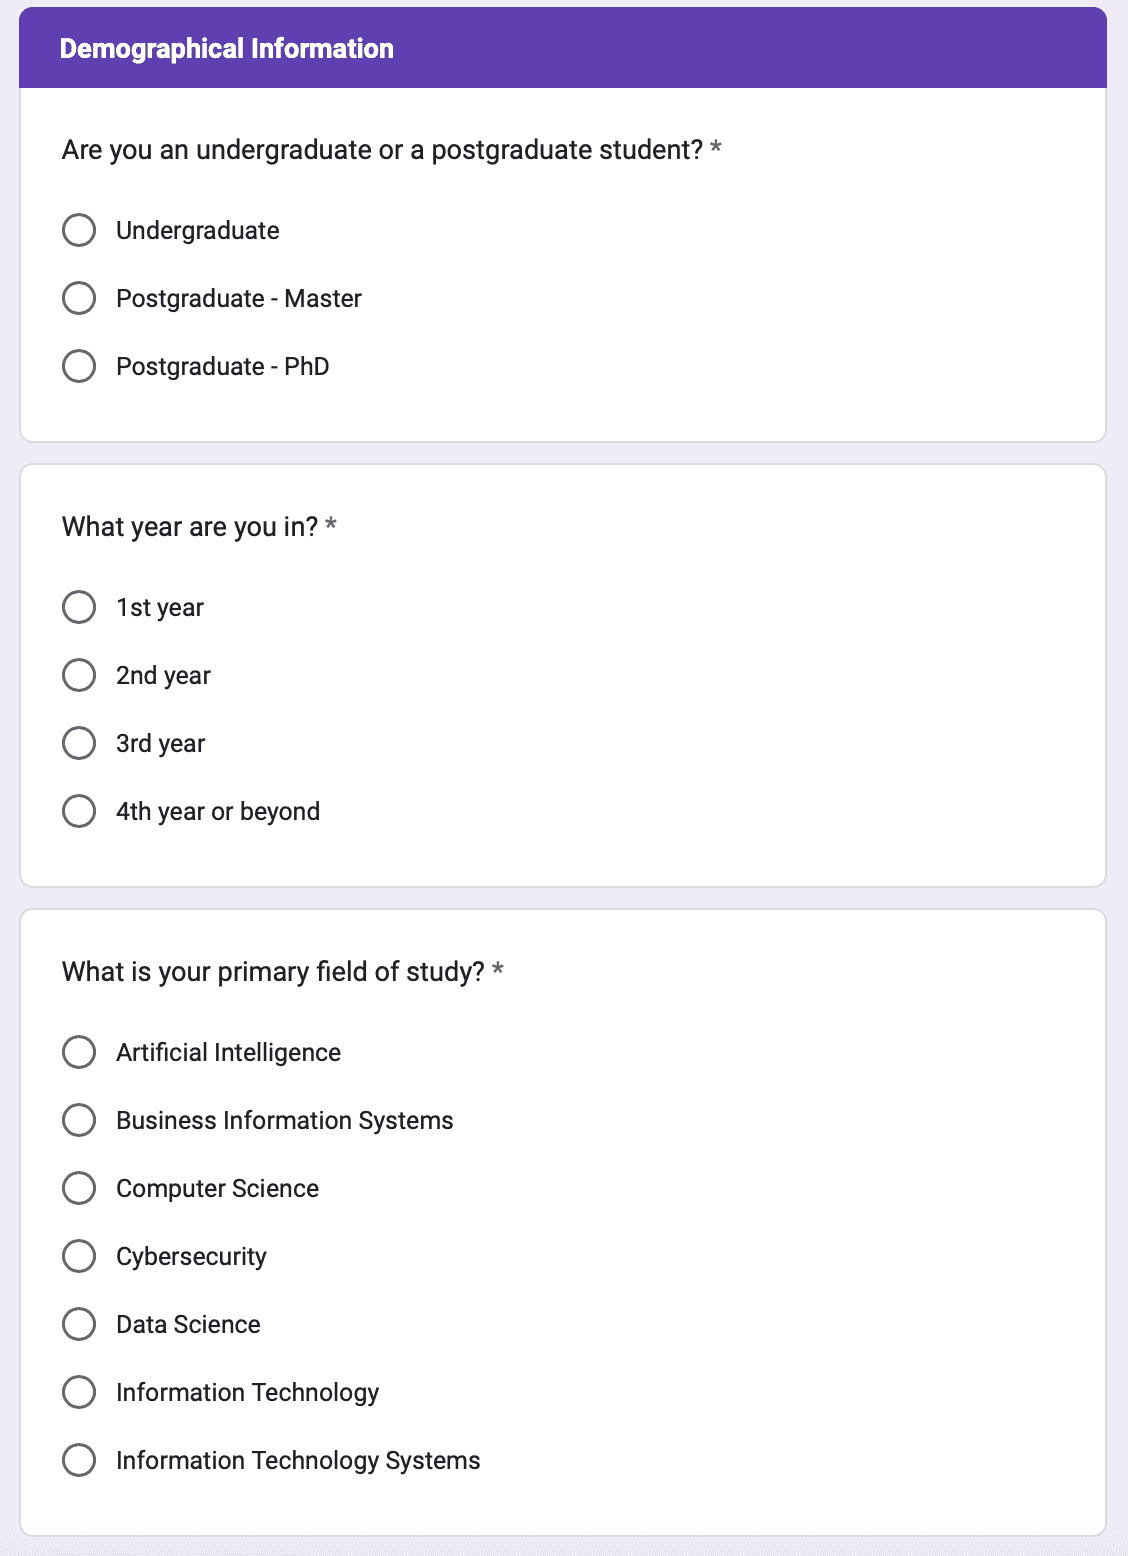 Demographical Information
Are you an undergraduate or a postgraduate student? *
Undergraduate
Postgraduate - Master
Postgraduate - PhD
What year are you in? *
1st year
2nd year
3rd year
4th year or beyond
What is your primary field of study? *
Artificial Intelligence
Business Information Systems
Computer Science
Cybersecurity
Data Science
Information Technology
Information Technology Systems